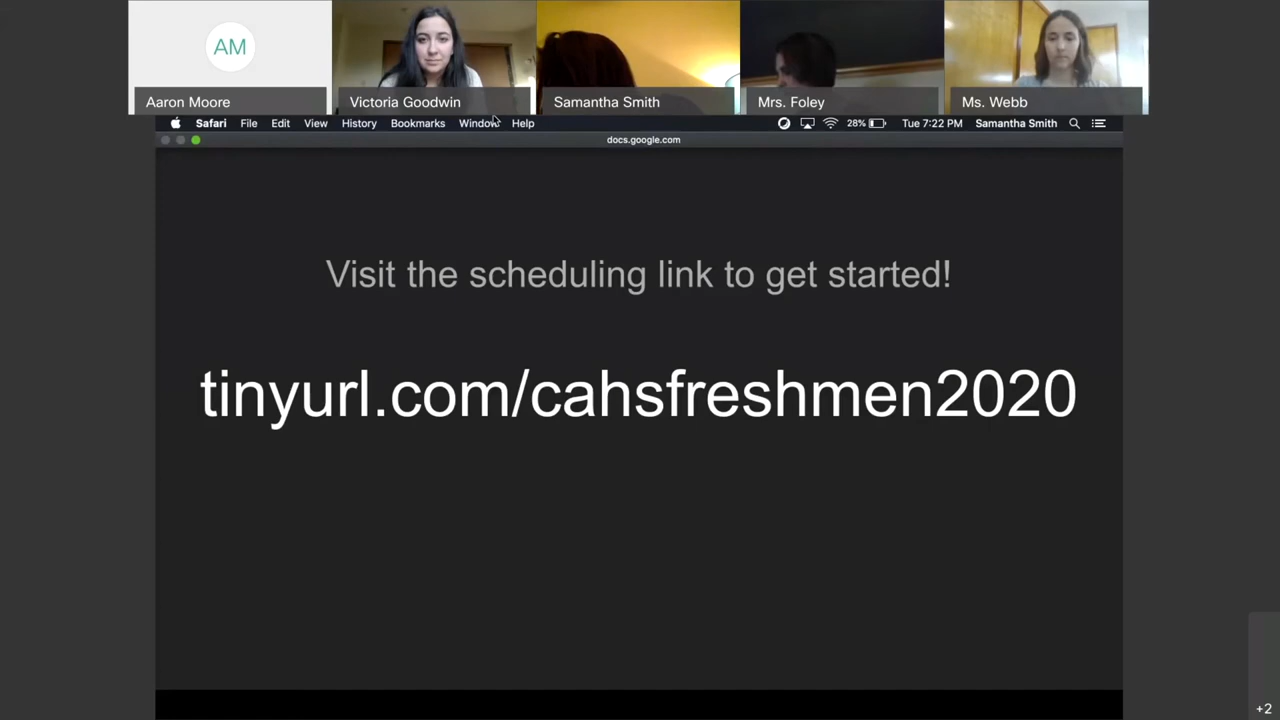 AM
Aaron Moore
Victoria Goodwin
Samantha Smith
Mrs. Foley
Ms. Webb
Safari File Edit View History Bookmarks Window Help 28% Tue 7:22 PM Samantha Smith
docs.google.com
Visit the scheduling link to get started!
tinyurl.com/cahsfreshmen2020
+2